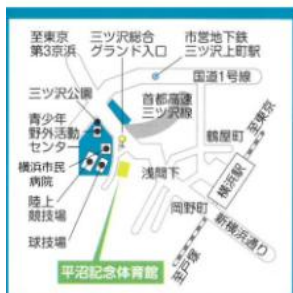 至東京
第3京浜
三ツ沢総合
グランド入口
市営地下鉄
三ツ沢上町駅
国道1号線
三ツ沢公園
首都高速
三ツ沢線
至東京
青少年
野外活動
センター
鶴屋町
横浜市民
病院
浅間下
横浜駅
陸上
競技場
岡野町
新横浜通り
球技場
平沼記念体育館
至戸塚